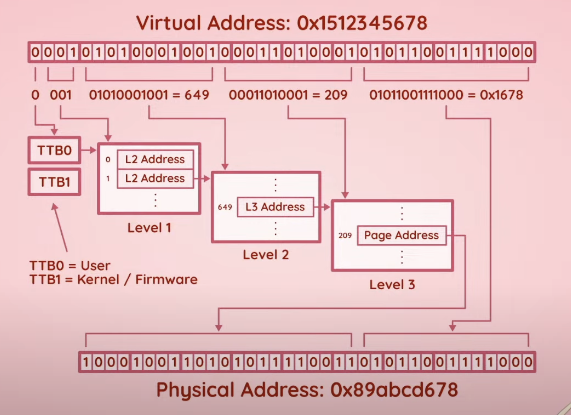 Virtual Address: 0x1512345678
0001010100010010001101000101011001111000
0 001 01010001001 = 649 00011010001 = 209 01011001111000 = 0x1678
TTB0
TTB1
0 L2 Address
1 L2 Address
⋮
Level 1
⋮
649 L3 Address
⋮
Level 2
⋮
209 Page Address
⋮
Level 3
TTB0 = User
TTB1 = Kernel / Firmware
100010011010101111001101011001111000
Physical Address: 0x89abcd678